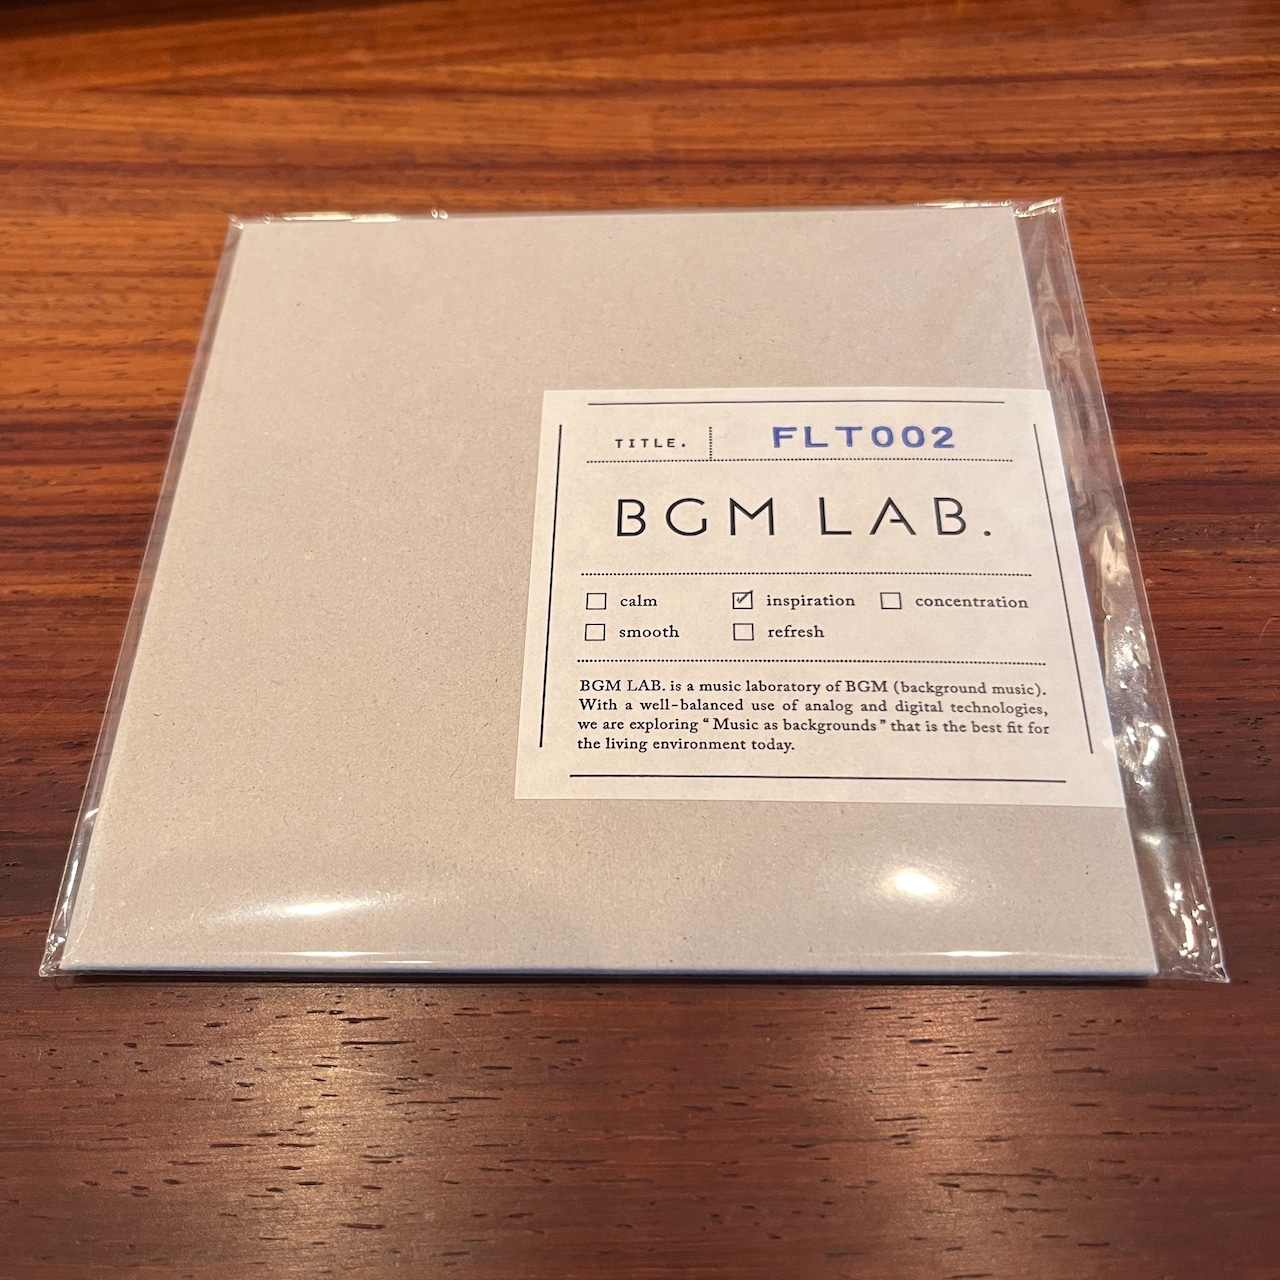 TITLE. FLT002
BGM LAB.
calm inspiration concentration
smooth refresh
BGM LAB. is a music laboratory of BGM (background music).
With a well-balanced use of analog and digital technologies,
we are exploring “Music as backgrounds” that is the best fit for
the living environment today.